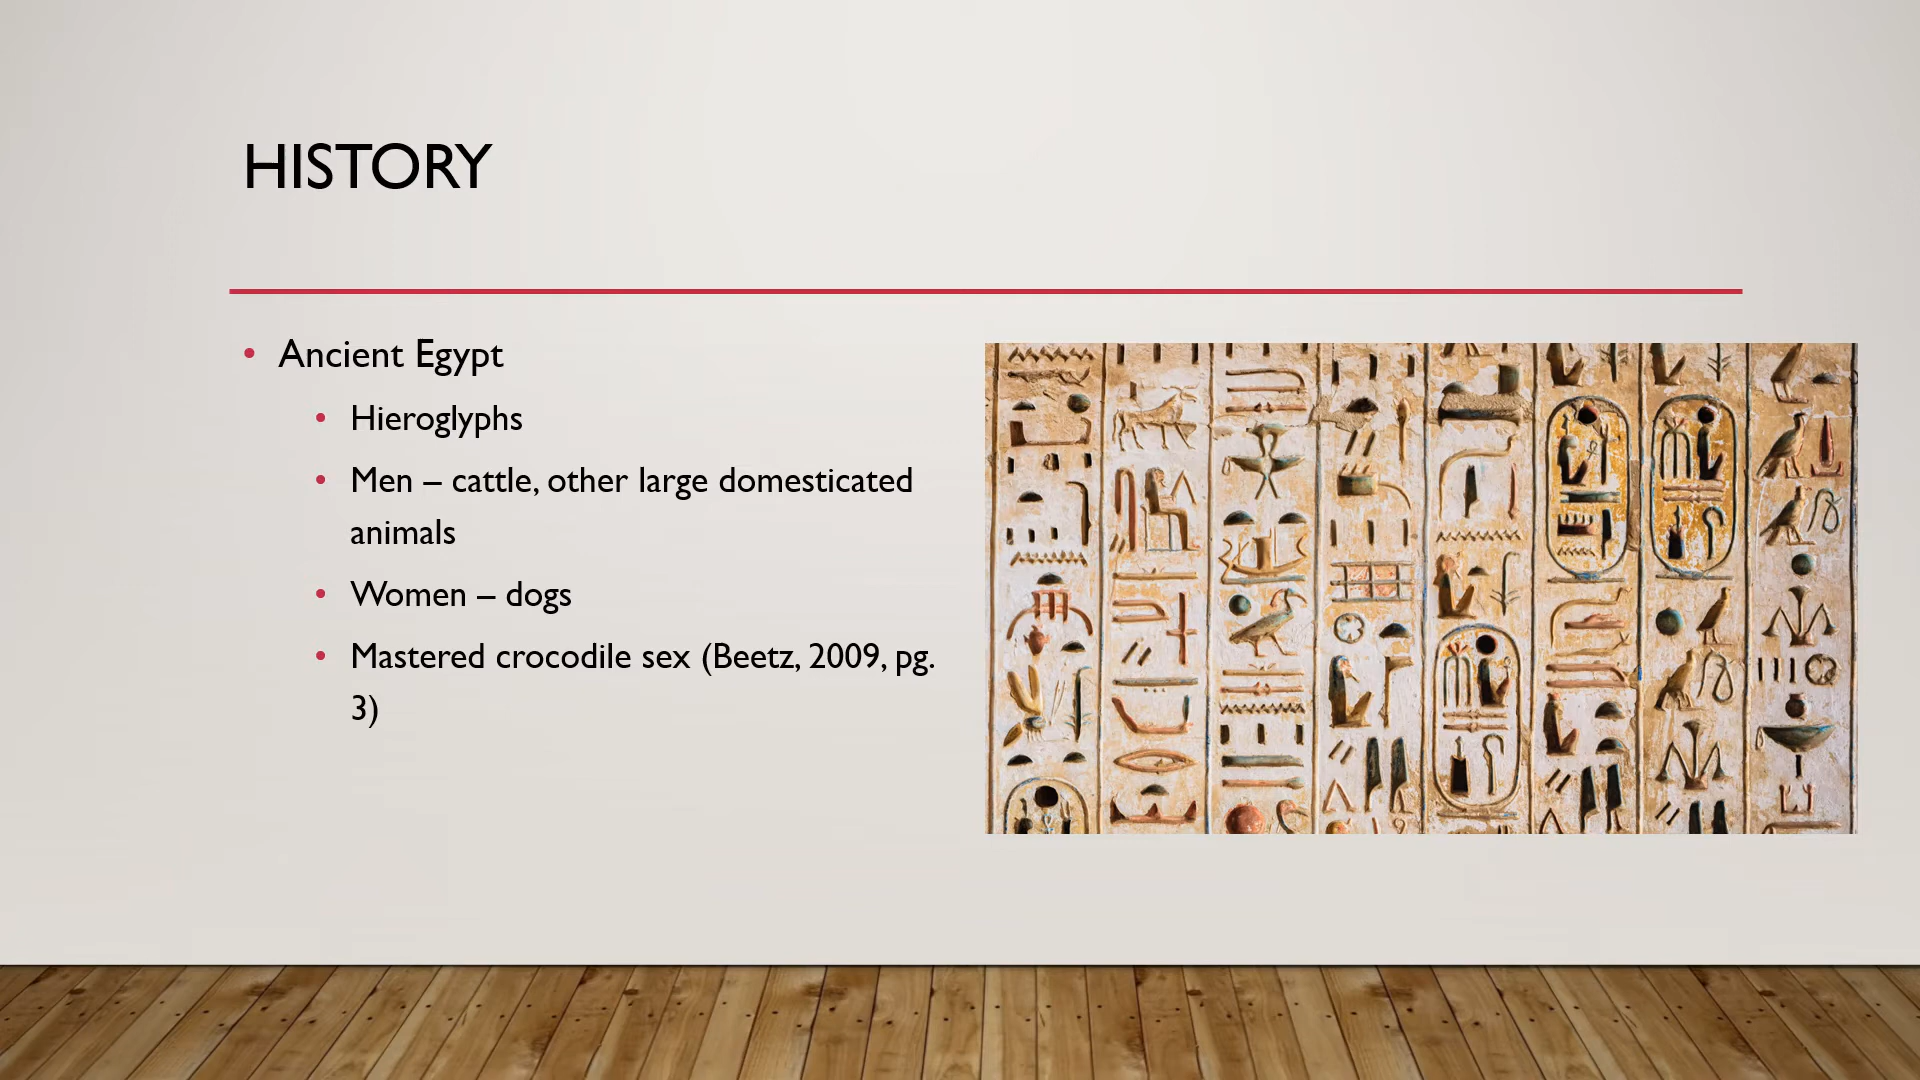 HISTORY
• Ancient Egypt
• Hieroglyphs
• Men – cattle, other large domesticated
animals
• Women – dogs
• Mastered crocodile sex (Beetz, 2009, pg.
3)